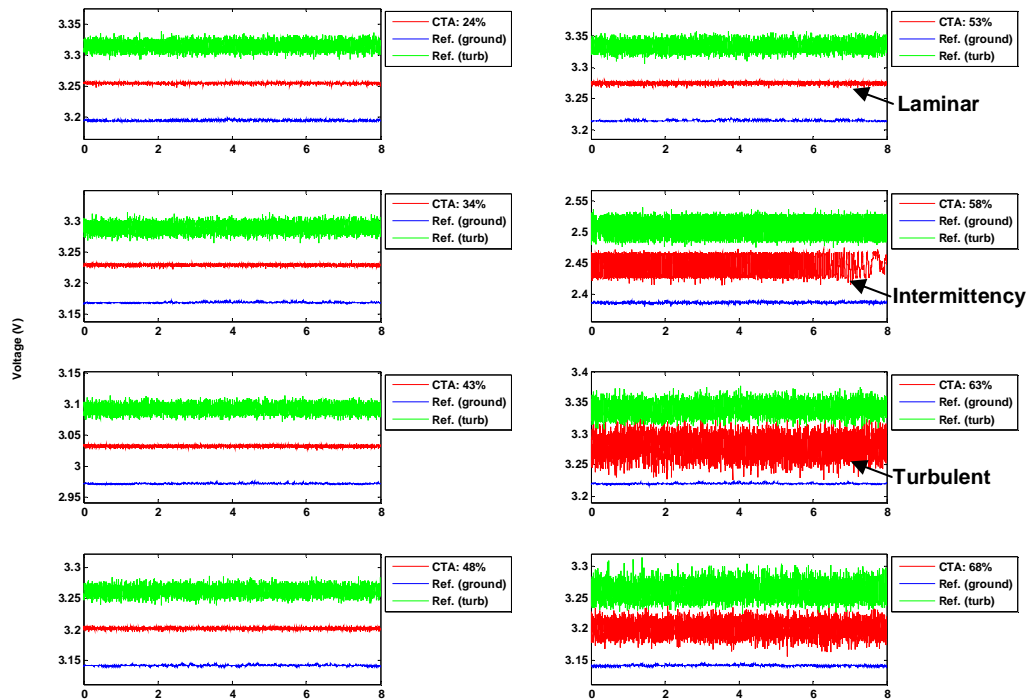 Voltage (V)
3.35
3.3
3.25
3.2
0 2 4 6 8
CTA: 24%
Ref. (ground)
Ref. (turb)
3.35
3.3
3.25
3.2
0 1 2 3 4 5 6 7 8
CTA: 53%
Ref. (ground)
Ref. (turb)
Laminar
3.3
3.25
3.2
3.15
0 2 4 6 8
CTA: 34%
Ref. (ground)
Ref. (turb)
2.55
2.5
2.45
2.4
0 2 4 6 8
CTA: 58%
Ref. (ground)
Ref. (turb)
Intermittency
3.15
3.1
3.05
3
2.95
0 2 4 6 8
CTA: 43%
Ref. (ground)
Ref. (turb)
3.4
3.35
3.3
3.25
3.2
0 1 2 3 4 5 6 7 8
CTA: 63%
Ref. (ground)
Ref. (turb)
Turbulent
3.3
3.25
3.2
3.15
0 2 4 6 8
CTA: 48%
Ref. (ground)
Ref. (turb)
3.3
3.25
3.2
3.15
0 2 4 6 8
CTA: 68%
Ref. (ground)
Ref. (turb)